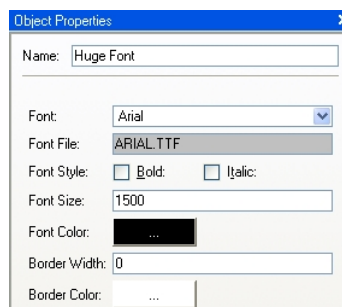 Object Properties
Name: Huge Font
Font: Arial
Font File: ARIAL.TTF
Font Style: Bold: Italic:
Font Size: 1500
Font Color: ...
Border Width: 0
Border Color: ...